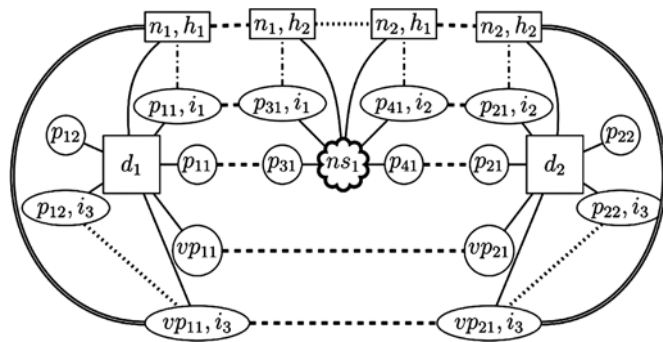 n₁, h₁ n₁, h₂ n₂, h₁ n₂, h₂
p₁₁, i₁ p₃₁, i₁ p₄₁, i₂ p₂₁, i₂
p₁₂ p₂₂
d₁ p₁₁ p₃₁ ns₁ p₄₁ p₂₁ d₂
p₁₂, i₃ p₂₂, i₃
vp₁₁ vp₂₁
vp₁₁, i₃ vp₂₁, i₃